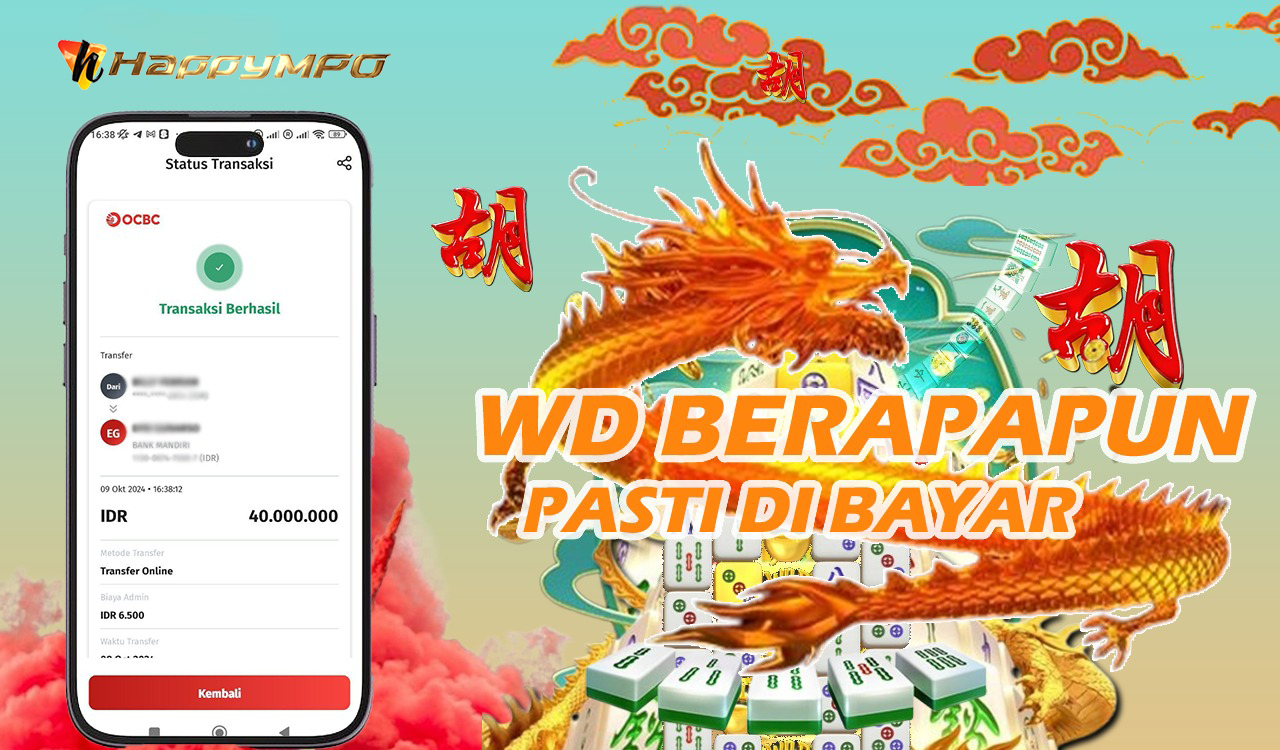 HAPPYMPO
16:38
89
Status Transaksi
OCBC
Transaksi Berhasil
Transfer
Dari
EG
BANK MANDIRI
(IDR)
09 Okt 2024 • 16:38:12
IDR 40.000.000
Metode Transfer
Transfer Online
Biaya Admin
IDR 6.500
Waktu Transfer
Kembali
胡
胡
胡
WD BERAPAPUN
PASTI DI BAYAR